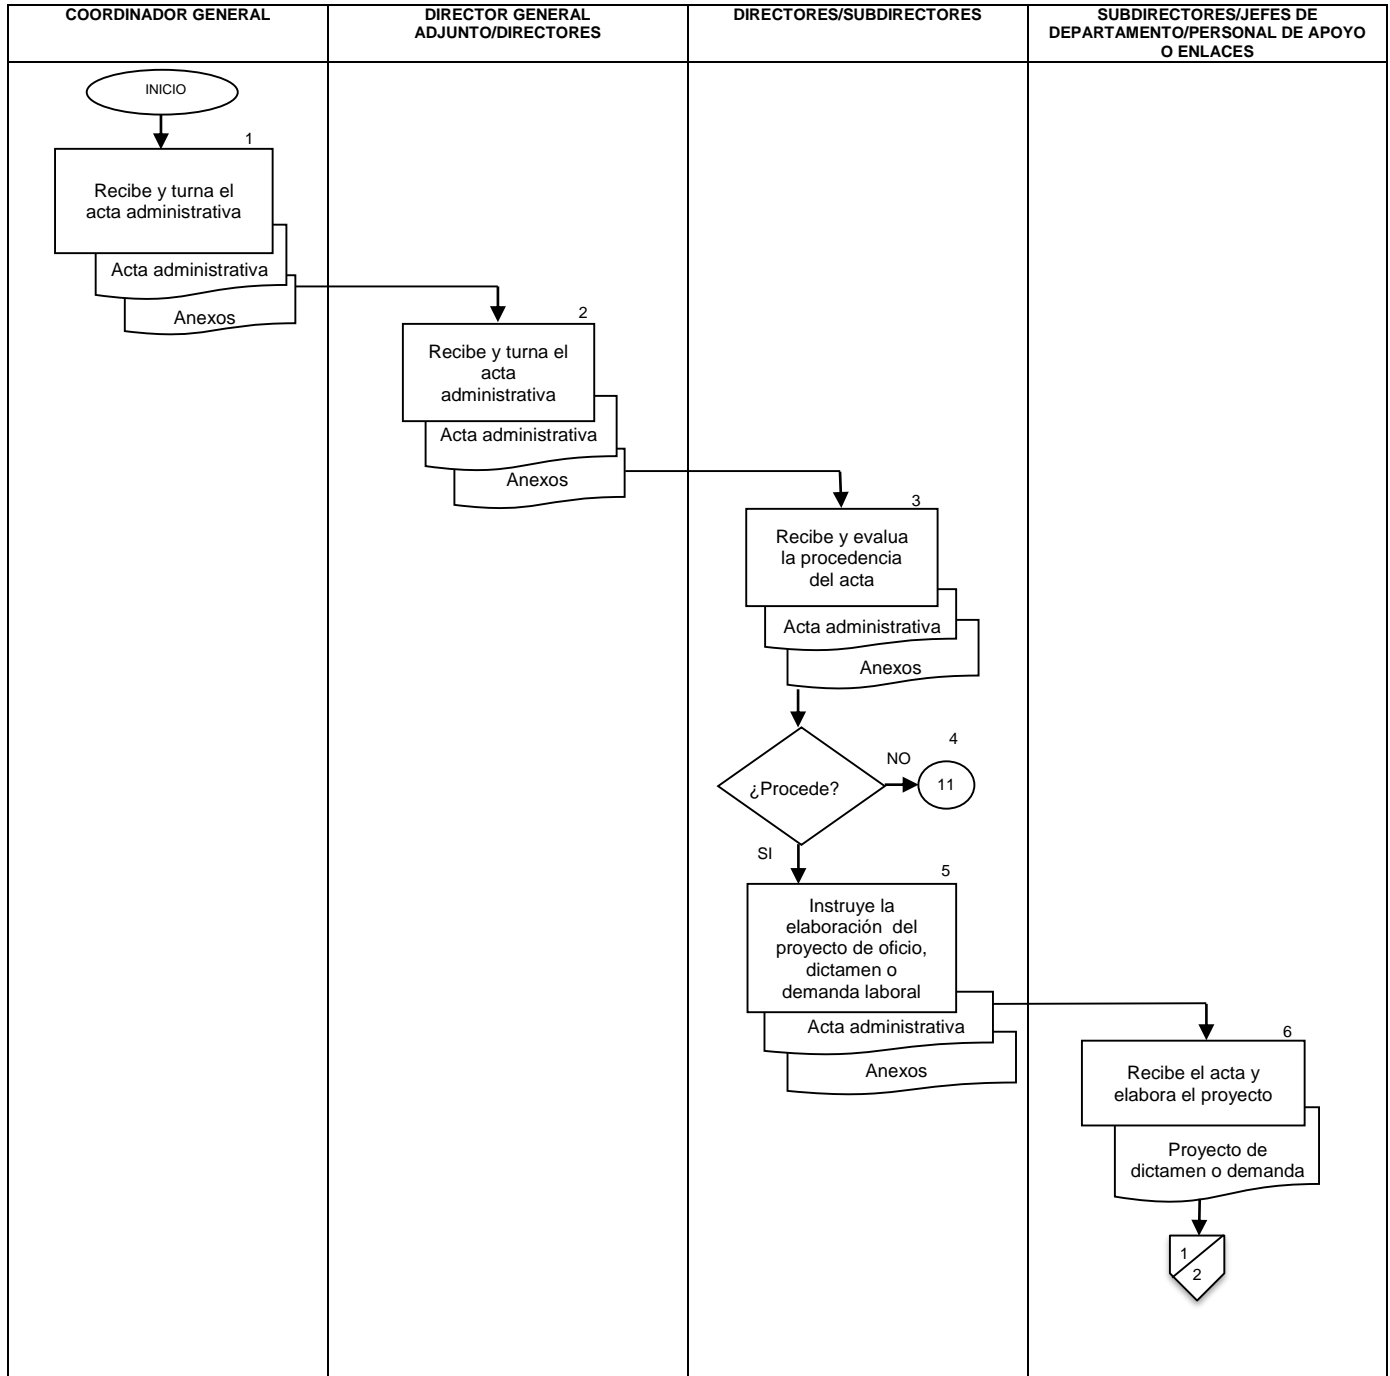 COORDINADOR GENERAL
DIRECTOR GENERAL
ADJUNTO/DIRECTORES
DIRECTORES/SUBDIRECTORES
SUBDIRECTORES/JEFES DE
DEPARTAMENTO/PERSONAL DE APOYO
O ENLACES
INICIO
1
Recibe y turna el
acta administrativa
Acta administrativa
Anexos
2
Recibe y turna el
acta
administrativa
Acta administrativa
Anexos
3
Recibe y evalua
la procedencia
del acta
Acta administrativa
Anexos
¿Procede?
NO
4
11
SI
5
Instruye la
elaboración del
proyecto de oficio,
dictamen o
demanda laboral
Acta administrativa
Anexos
6
Recibe el acta y
elabora el proyecto
Proyecto de
dictamen o demanda
1
2